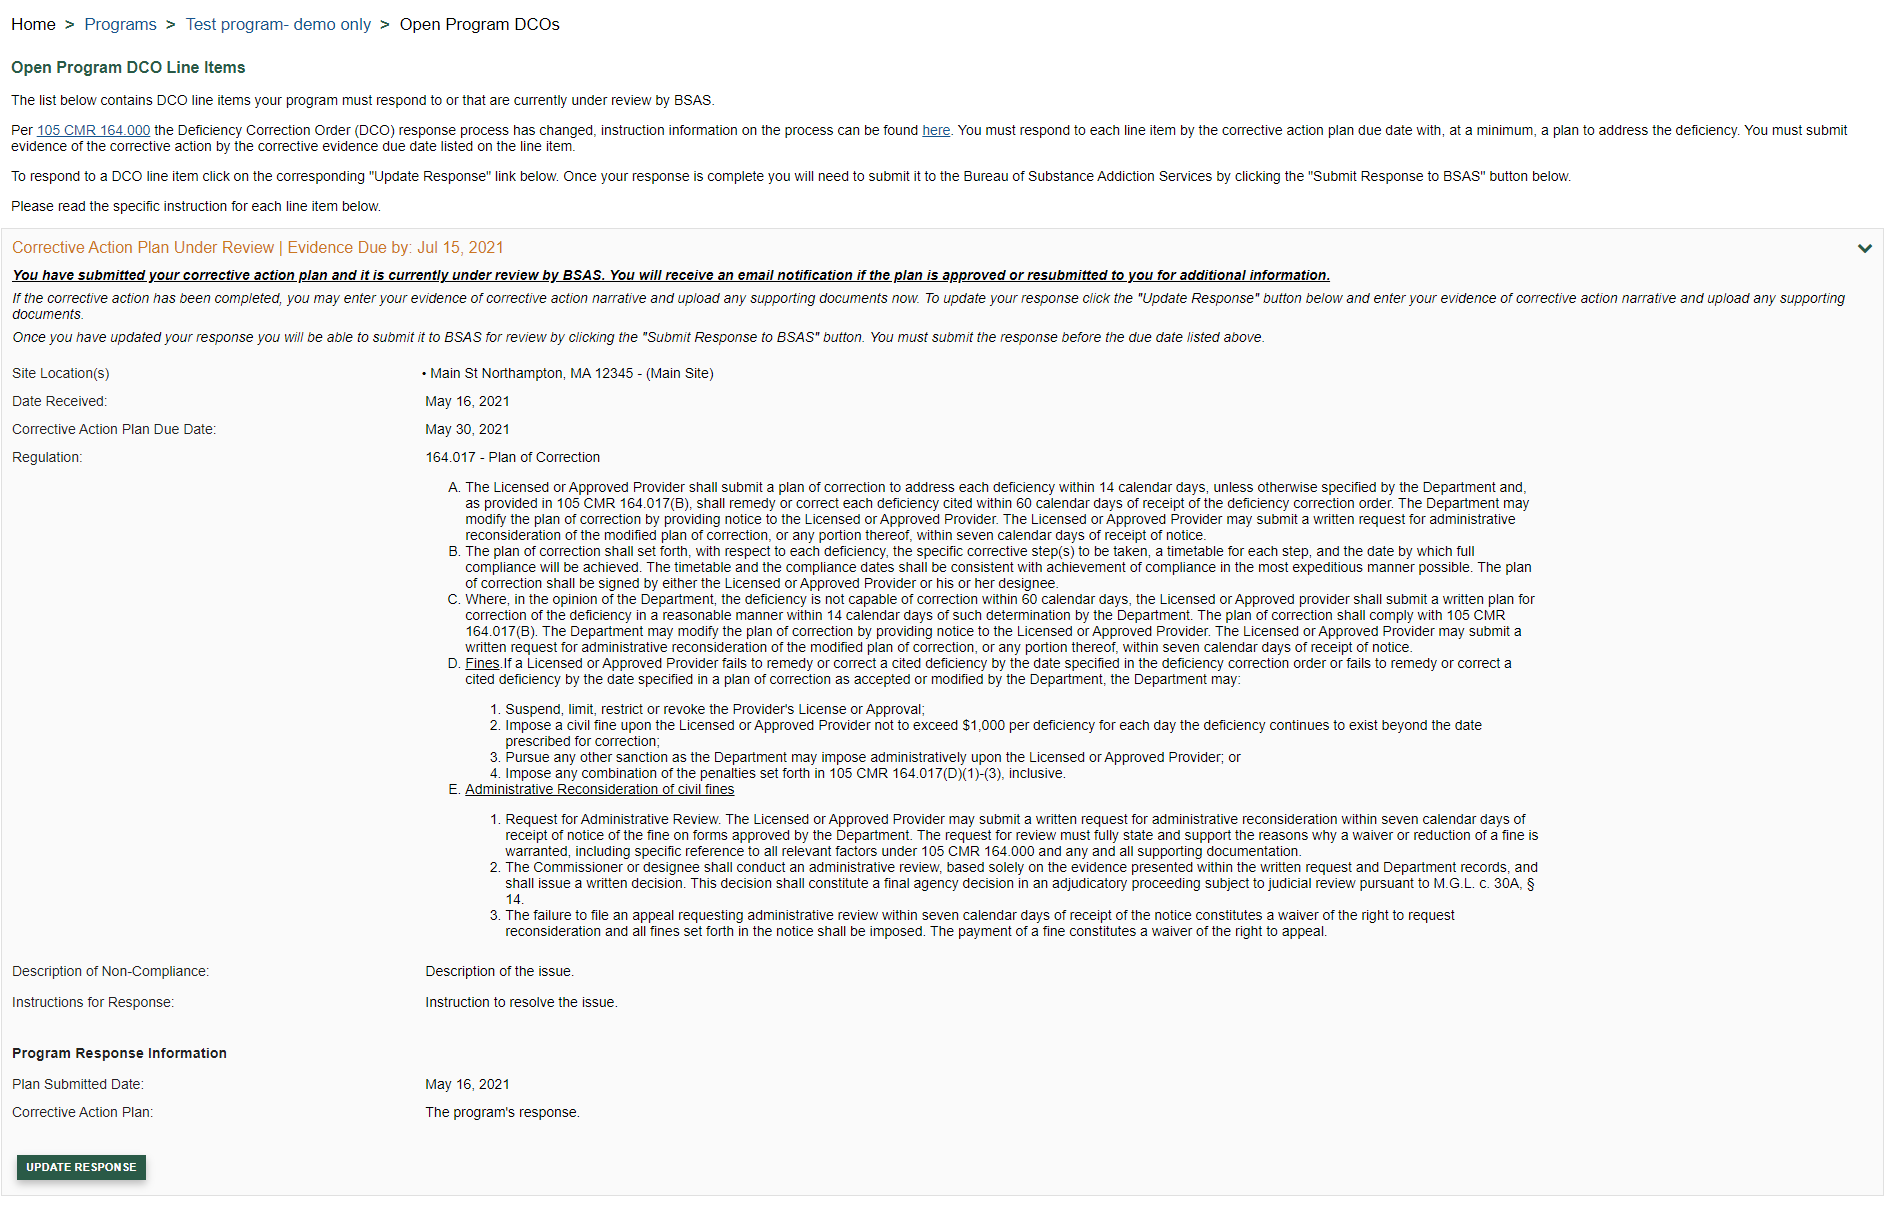 Home > Programs > Test program- demo only > Open Program DCOs
Open Program DCO Line Items
The list below contains DCO line items your program must respond to or that are currently under review by BSAS.
Per 105 CMR 164.000 the Deficiency Correction Order (DCO) response process has changed, instruction information on the process can be found here. You must respond to each line item by the corrective action plan due date with, at a minimum, a plan to address the deficiency. You must submit
evidence of the corrective action by the corrective evidence due date listed on the line item.
To respond to a DCO line item click on the corresponding "Update Response" link below. Once your response is complete you will need to submit it to the Bureau of Substance Addiction Services by clicking the "Submit Response to BSAS" button below.
Please read the specific instruction for each line item below.
Corrective Action Plan Under Review | Evidence Due by: Jul 15, 2021
You have submitted your corrective action plan and it is currently under review by BSAS. You will receive an email notification if the plan is approved or resubmitted to you for additional information.
If the corrective action has been completed, you may enter your evidence of corrective action narrative and upload any supporting documents now. To update your response click the "Update Response" button below and enter your evidence of corrective action narrative and upload any supporting
documents.
Once you have updated your response you will be able to submit it to BSAS for review by clicking the "Submit Response to BSAS" button. You must submit the response before the due date listed above.
Site Location(s) • Main St Northampton, MA 12345 - (Main Site)
Date Received: May 16, 2021
Corrective Action Plan Due Date: May 30, 2021
Regulation: 164.017 - Plan of Correction
A. The Licensed or Approved Provider shall submit a plan of correction to address each deficiency within 14 calendar days, unless otherwise specified by the Department and,
as provided in 105 CMR 164.017(B), shall remedy or correct each deficiency cited within 60 calendar days of receipt of the deficiency correction order. The Department may
modify the plan of correction by providing notice to the Licensed or Approved Provider. The Licensed or Approved Provider may submit a written request for administrative
reconsideration of the modified plan of correction, or any portion thereof, within seven calendar days of receipt of notice.
B. The plan of correction shall set forth, with respect to each deficiency, the specific corrective step(s) to be taken, a timetable for each step, and the date by which full
compliance will be achieved. The timetable and the compliance dates shall be consistent with achievement of compliance in the most expeditious manner possible. The plan
of correction shall be signed by either the Licensed or Approved Provider or his or her designee.
C. Where, in the opinion of the Department, the deficiency is not capable of correction within 60 calendar days, the Licensed or Approved provider shall submit a written plan for
correction of the deficiency in a reasonable manner within 14 calendar days of such determination by the Department. The plan of correction shall comply with 105 CMR
164.017(B). The Department may modify the plan of correction by providing notice to the Licensed or Approved Provider. The Licensed or Approved Provider may submit a
written request for administrative reconsideration of the modified plan of correction, or any portion thereof, within seven calendar days of receipt of notice.
D. Fines.If a Licensed or Approved Provider fails to remedy or correct a cited deficiency by the date specified in the deficiency correction order or fails to remedy or correct a
cited deficiency by the date specified in a plan of correction as accepted or modified by the Department, the Department may:
1. Suspend, limit, restrict or revoke the Provider's License or Approval;
2. Impose a civil fine upon the Licensed or Approved Provider not to exceed $1,000 per deficiency for each day the deficiency continues to exist beyond the date
prescribed for correction;
3. Pursue any other sanction as the Department may impose administratively upon the Licensed or Approved Provider; or
4. Impose any combination of the penalties set forth in 105 CMR 164.017(D)(1)-(3), inclusive.
E. Administrative Reconsideration of civil fines
1. Request for Administrative Review. The Licensed or Approved Provider may submit a written request for administrative reconsideration within seven calendar days of
receipt of notice of the fine on forms approved by the Department. The request for review must fully state and support the reasons why a waiver or reduction of a fine is
warranted, including specific reference to all relevant factors under 105 CMR 164.000 and any and all supporting documentation.
2. The Commissioner or designee shall conduct an administrative review, based solely on the evidence presented within the written request and Department records, and
shall issue a written decision. This decision shall constitute a final agency decision in an adjudicatory proceeding subject to judicial review pursuant to M.G.L. c. 30A, §
14.
3. The failure to file an appeal requesting administrative review within seven calendar days of receipt of the notice constitutes a waiver of the right to request
reconsideration and all fines set forth in the notice shall be imposed. The payment of a fine constitutes a waiver of the right to appeal.
Description of Non-Compliance: Description of the issue.
Instructions for Response: Instruction to resolve the issue.
Program Response Information
Plan Submitted Date: May 16, 2021
Corrective Action Plan: The program's response.
UPDATE RESPONSE